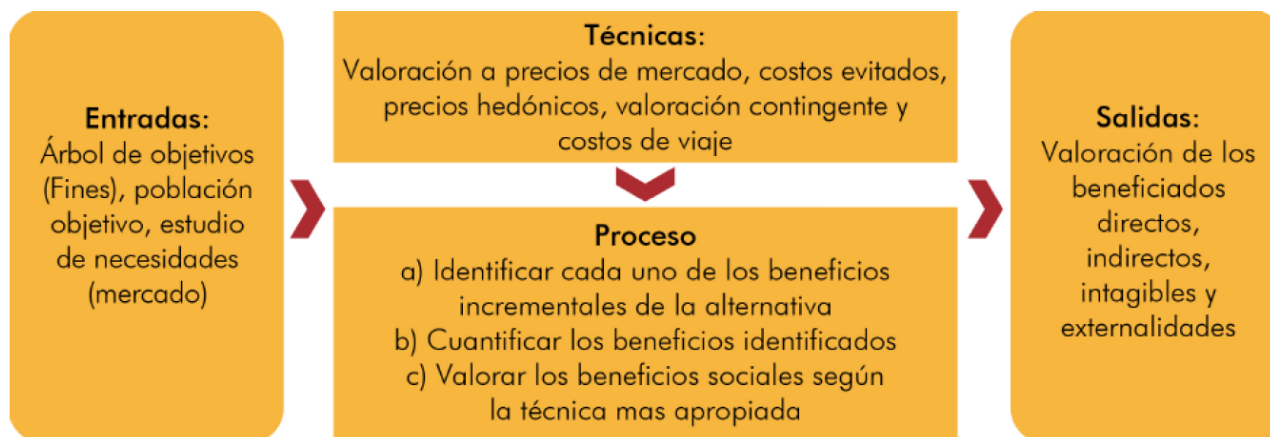 Entradas:
Árbol de objetivos
(Fines), población
objetivo, estudio
de necesidades
(mercado)
Técnicas:
Valoración a precios de mercado, costos evitados,
precios hedónicos, valoración contingente y
costos de viaje
Proceso
a) Identificar cada uno de los beneficios
incrementales de la alternativa
b) Cuantificar los beneficios identificados
c) Valorar los beneficios sociales según
la técnica mas apropiada
Salidas:
Valoración de los
beneficiados
directos,
indirectos,
intagibles y
externalidades